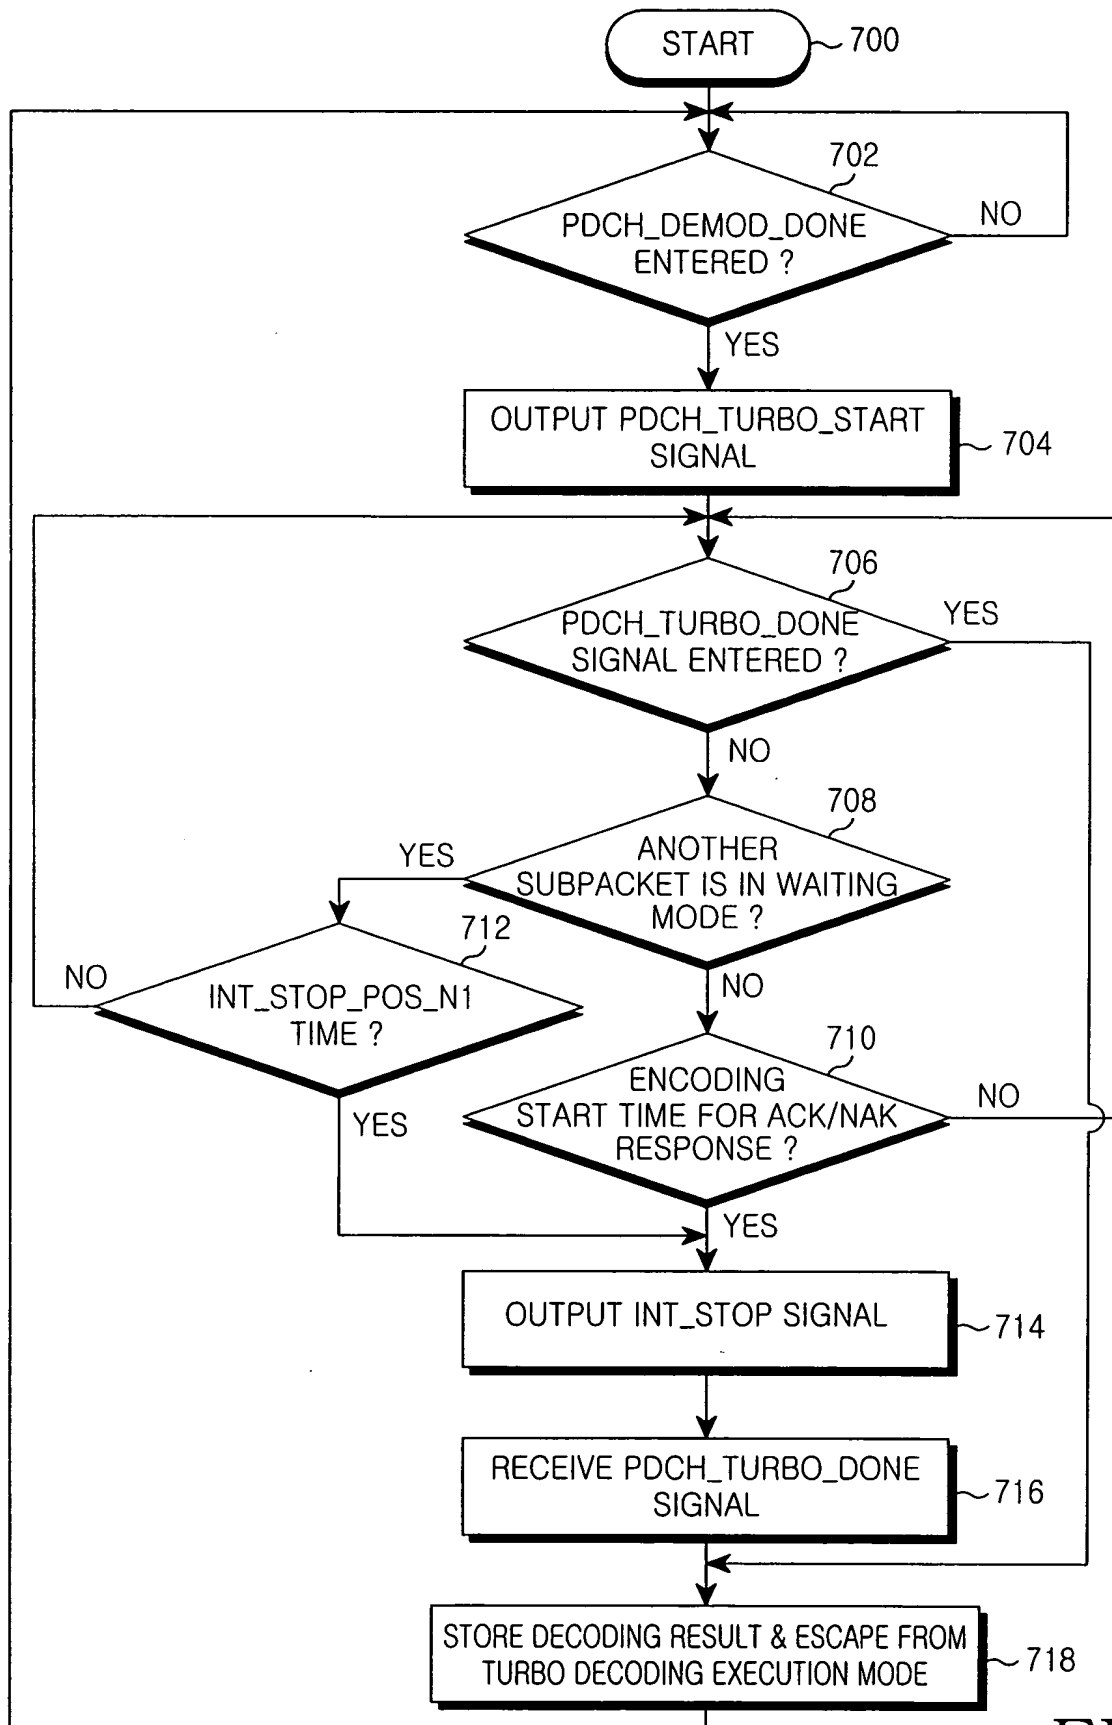 START
700
702
PDCH_DEMOD_DONE
ENTERED ?
NO
YES
OUTPUT PDCH_TURBO_START
SIGNAL
704
706
PDCH_TURBO_DONE
SIGNAL ENTERED ?
YES
NO
708
ANOTHER
SUBPACKET IS IN WAITING
MODE ?
YES
712
NO
INT_STOP_POS_N1
TIME ?
YES
NO
710
ENCODING
START TIME FOR ACK/NAK
RESPONSE ?
NO
YES
OUTPUT INT_STOP SIGNAL
714
RECEIVE PDCH_TURBO_DONE
SIGNAL
716
STORE DECODING RESULT & ESCAPE FROM
TURBO DECODING EXECUTION MODE
718